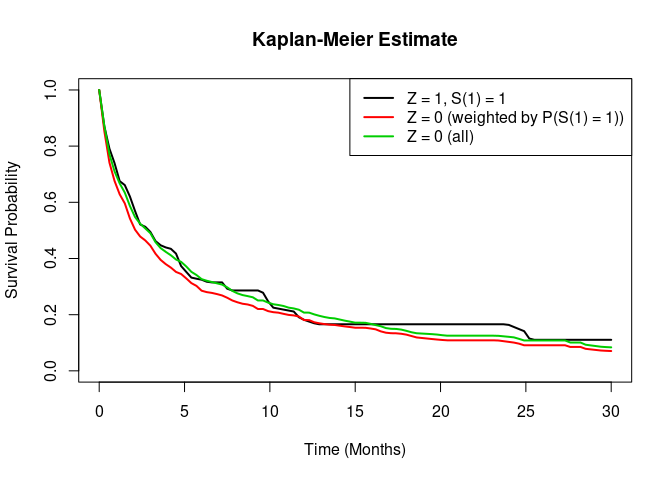 Kaplan-Meier Estimate
Z = 1, S(1) = 1
Z = 0 (weighted by P(S(1) = 1))
Z = 0 (all)
Survival Probability
1.0
0.8
0.6
0.4
0.2
0.0
0 5 10 15 20 25 30
Time (Months)